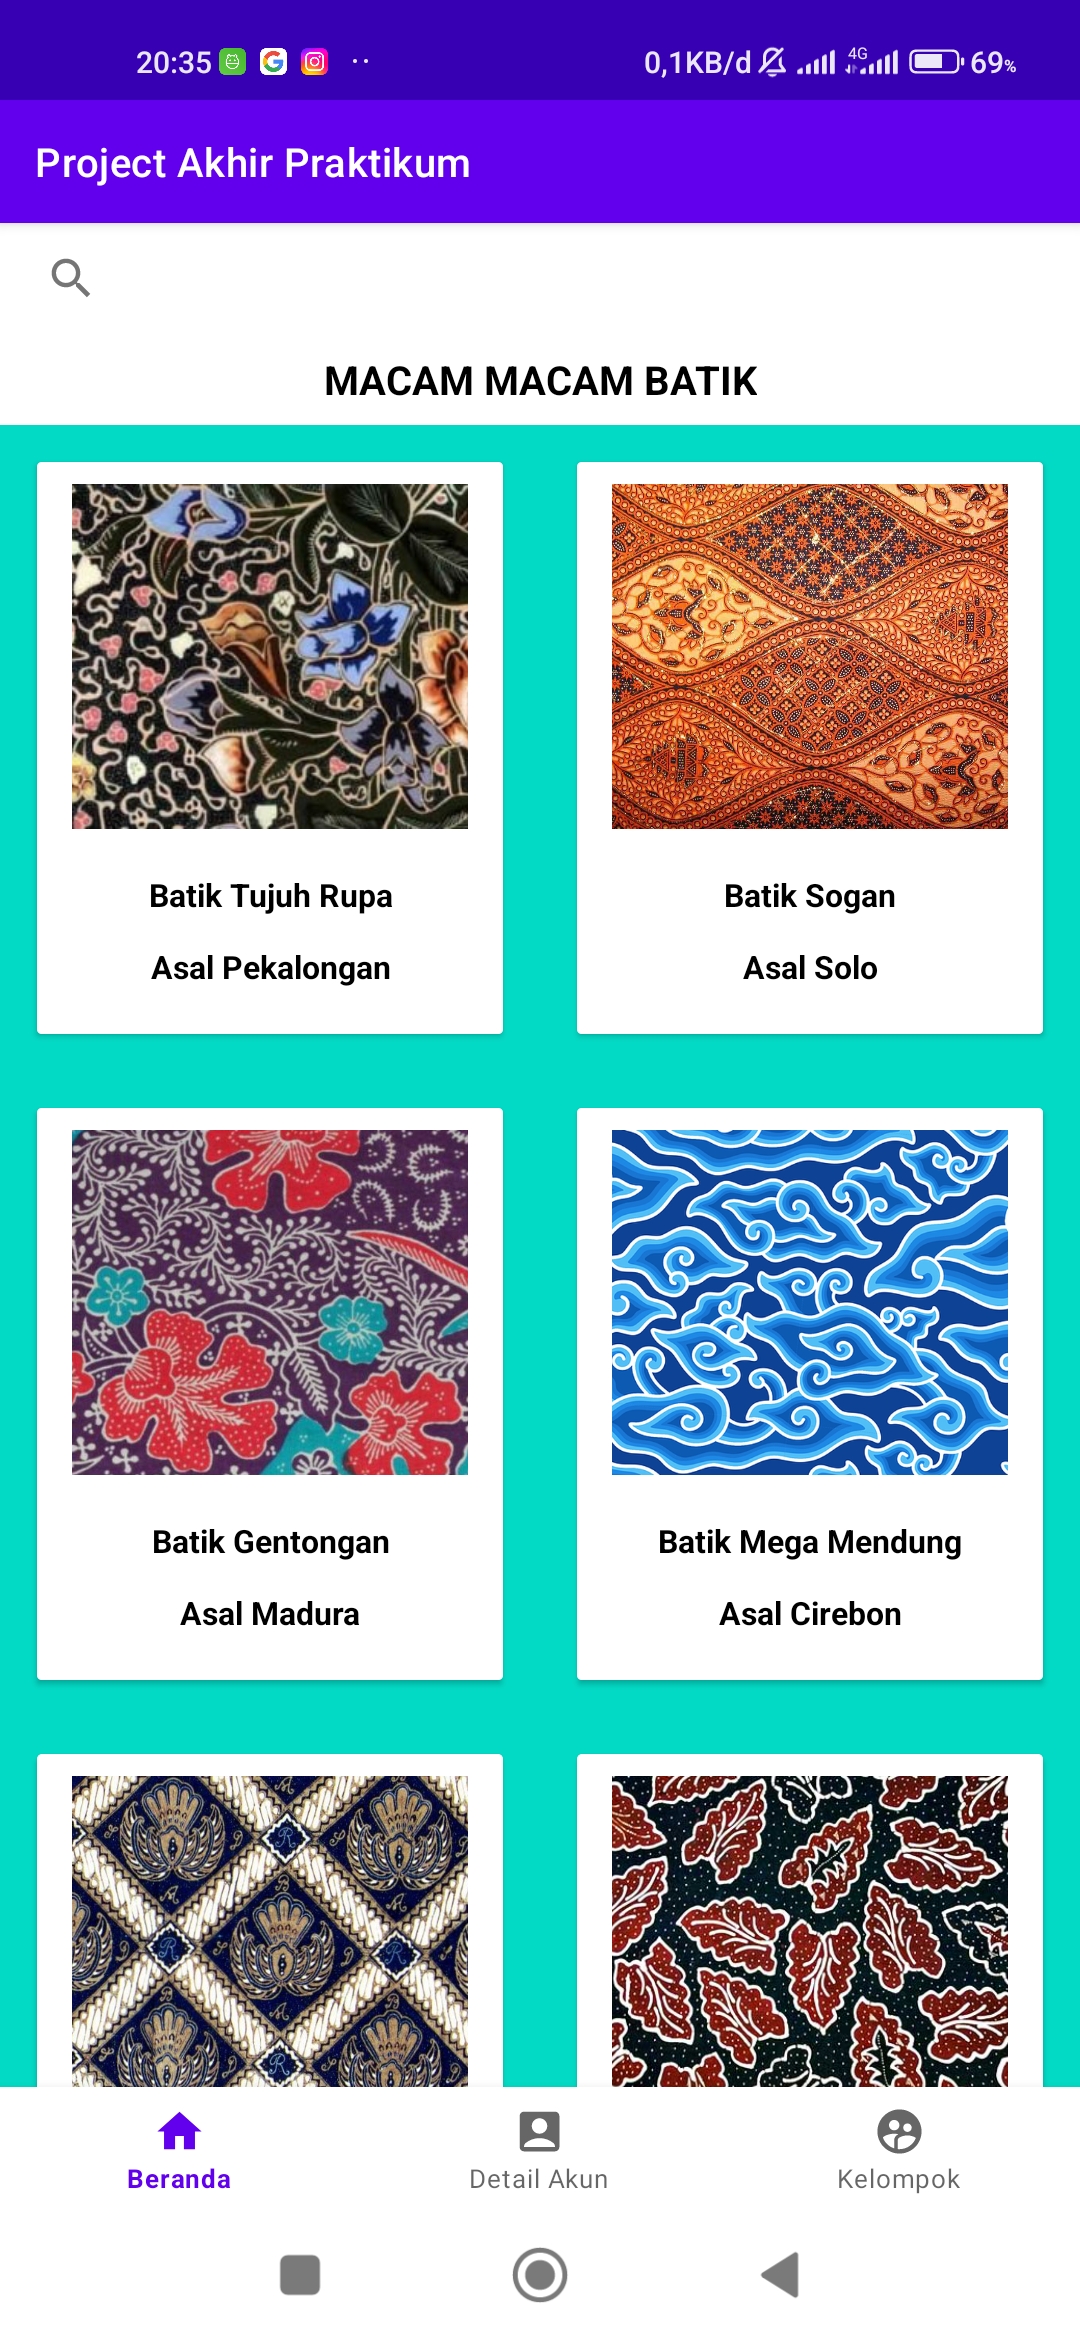 20:35 0,1KB/d 4G 69%
Project Akhir Praktikum
MACAM MACAM BATIK
Batik Tujuh Rupa
Asal Pekalongan
Batik Sogan
Asal Solo
Batik Gentongan
Asal Madura
Batik Mega Mendung
Asal Cirebon
Beranda
Detail Akun
Kelompok